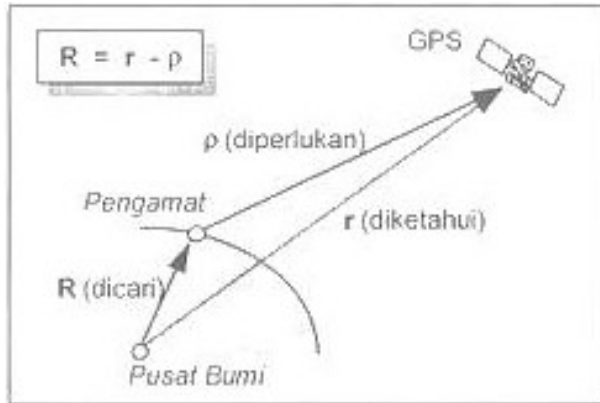 R = r - ρ
GPS
ρ (diperlukan)
Pengamat
r (diketahui)
R (dicari)
Pusat Bumi